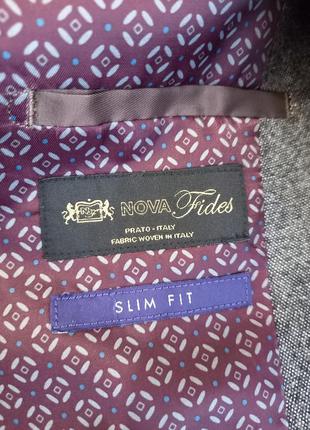 NOVA Fides
PRATO - ITALY
FABRIC WOVEN IN ITALY
SLIM FIT